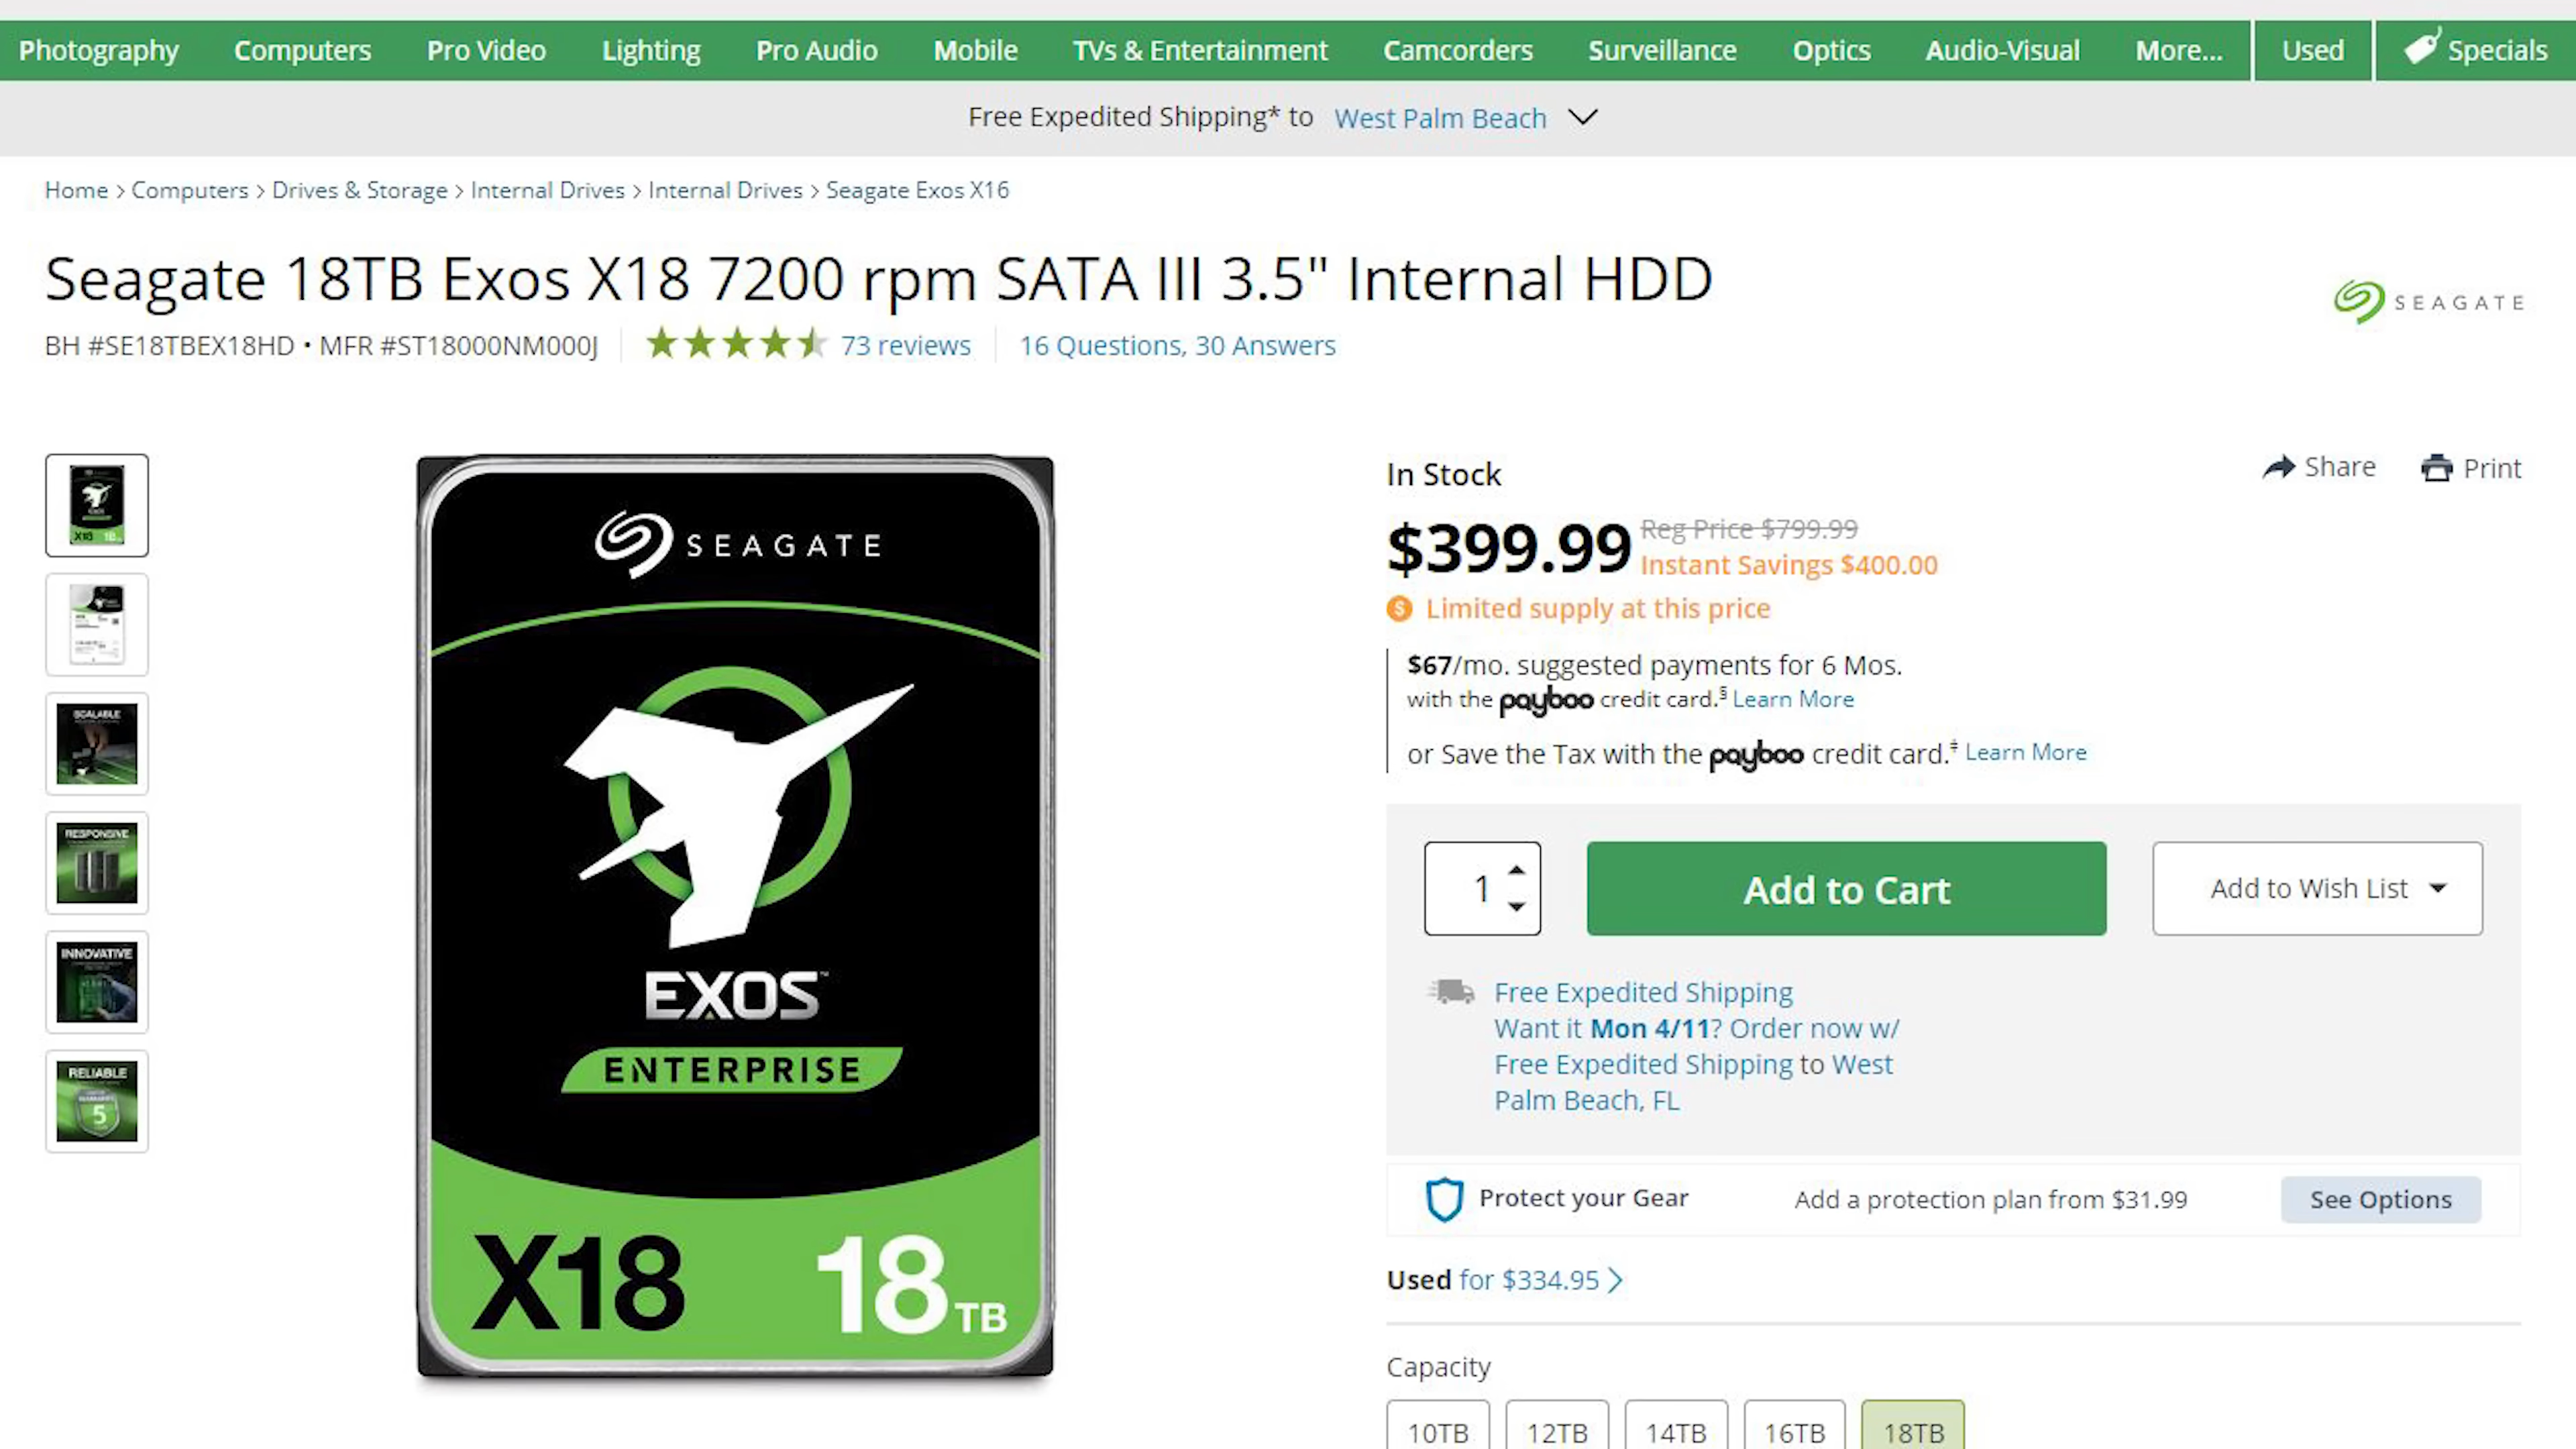 Photography Computers Pro Video Lighting Pro Audio Mobile TVs & Entertainment Camcorders Surveillance Optics Audio-Visual More... Used Specials
Free Expedited Shipping* to West Palm Beach
Home > Computers > Drives & Storage > Internal Drives > Internal Drives > Seagate Exos X16
Seagate 18TB Exos X18 7200 rpm SATA III 3.5" Internal HDD
SEAGATE
BH #SE18TBEX18HD • MFR #ST18000NM000J 73 reviews 16 Questions, 30 Answers
X18 18
SCALABLE
RESPONSIVE
INNOVATIVE
RELIABLE
5
SEAGATE
EXOS™
ENTERPRISE
X18 18TB
In Stock
Share Print
$399.99 Reg Price $799.99
Instant Savings $400.00
$ Limited supply at this price
$67/mo. suggested payments for 6 Mos.
with the payboo credit card.§ Learn More
or Save the Tax with the payboo credit card.‡ Learn More
1 Add to Cart Add to Wish List
Free Expedited Shipping
Want it Mon 4/11? Order now w/
Free Expedited Shipping to West
Palm Beach, FL
Protect your Gear Add a protection plan from $31.99 See Options
Used for $334.95 >
Capacity
10TB 12TB 14TB 16TB 18TB